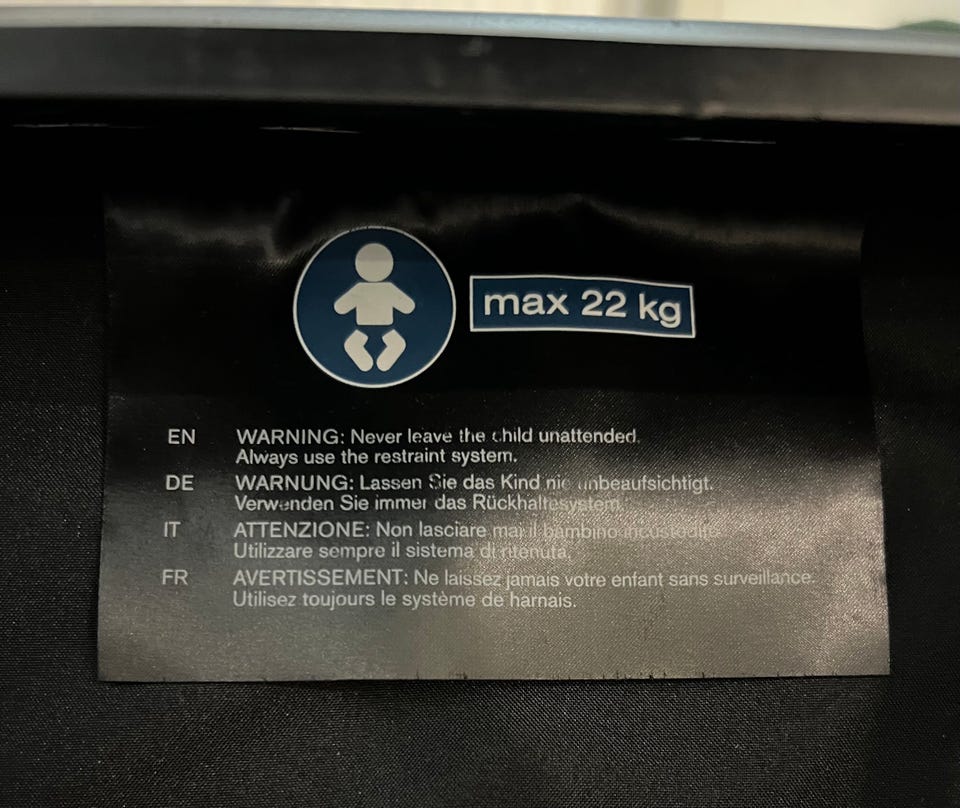 max 22 kg
EN WARNING: Never leave the child unattended.
Always use the restraint system.
DE WARNUNG: Lassen Sie das Kind nie unbeaufsichtigt.
Verwenden Sie immer das Rückhaltesystem.
IT ATTENZIONE: Non lasciare mai il bambino incustodito.
Utilizzare sempre il sistema di ritenuta.
FR AVERTISSEMENT: Ne laissez jamais votre enfant sans surveillance.
Utilisez toujours le système de harnais.